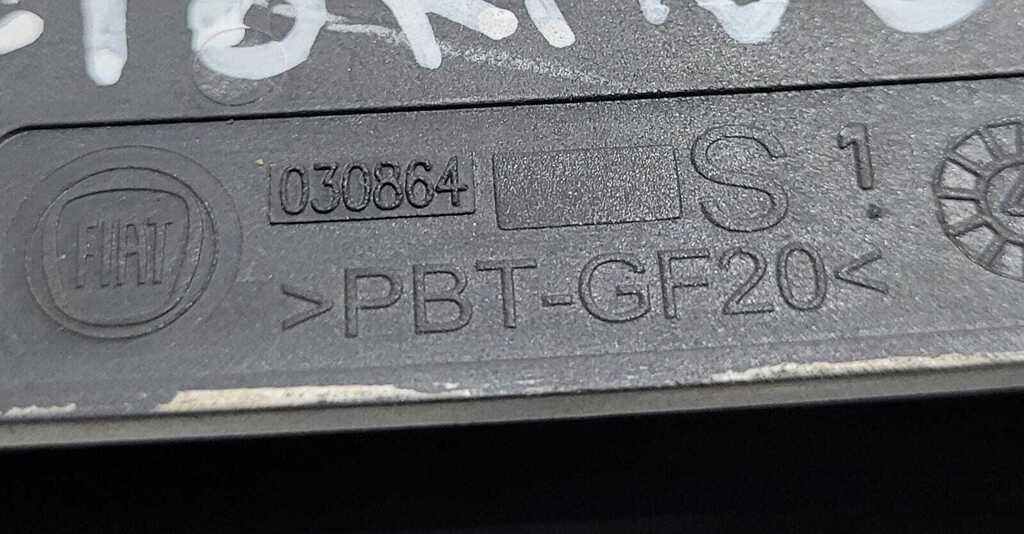 030864 S 1.
FIAT
>PBT-GF20<